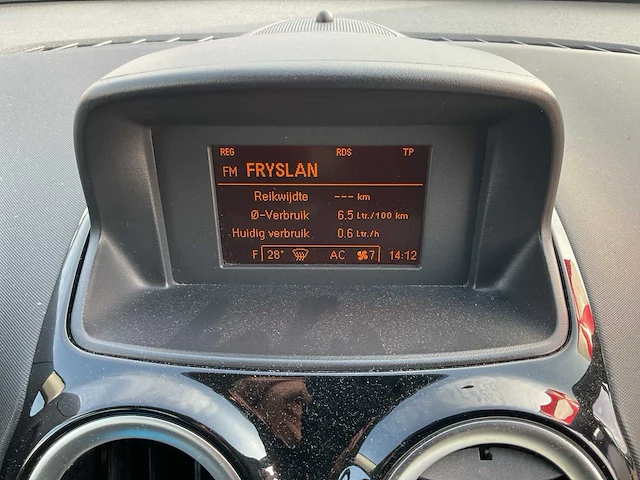 REG RDS TP
FM FRYSLAN
Reikwijdte --- km
Ø-Verbruik 6.5 Ltr./100 km
Huidig verbruik 0.6 Ltr./h
F 28° AC 7 14:12